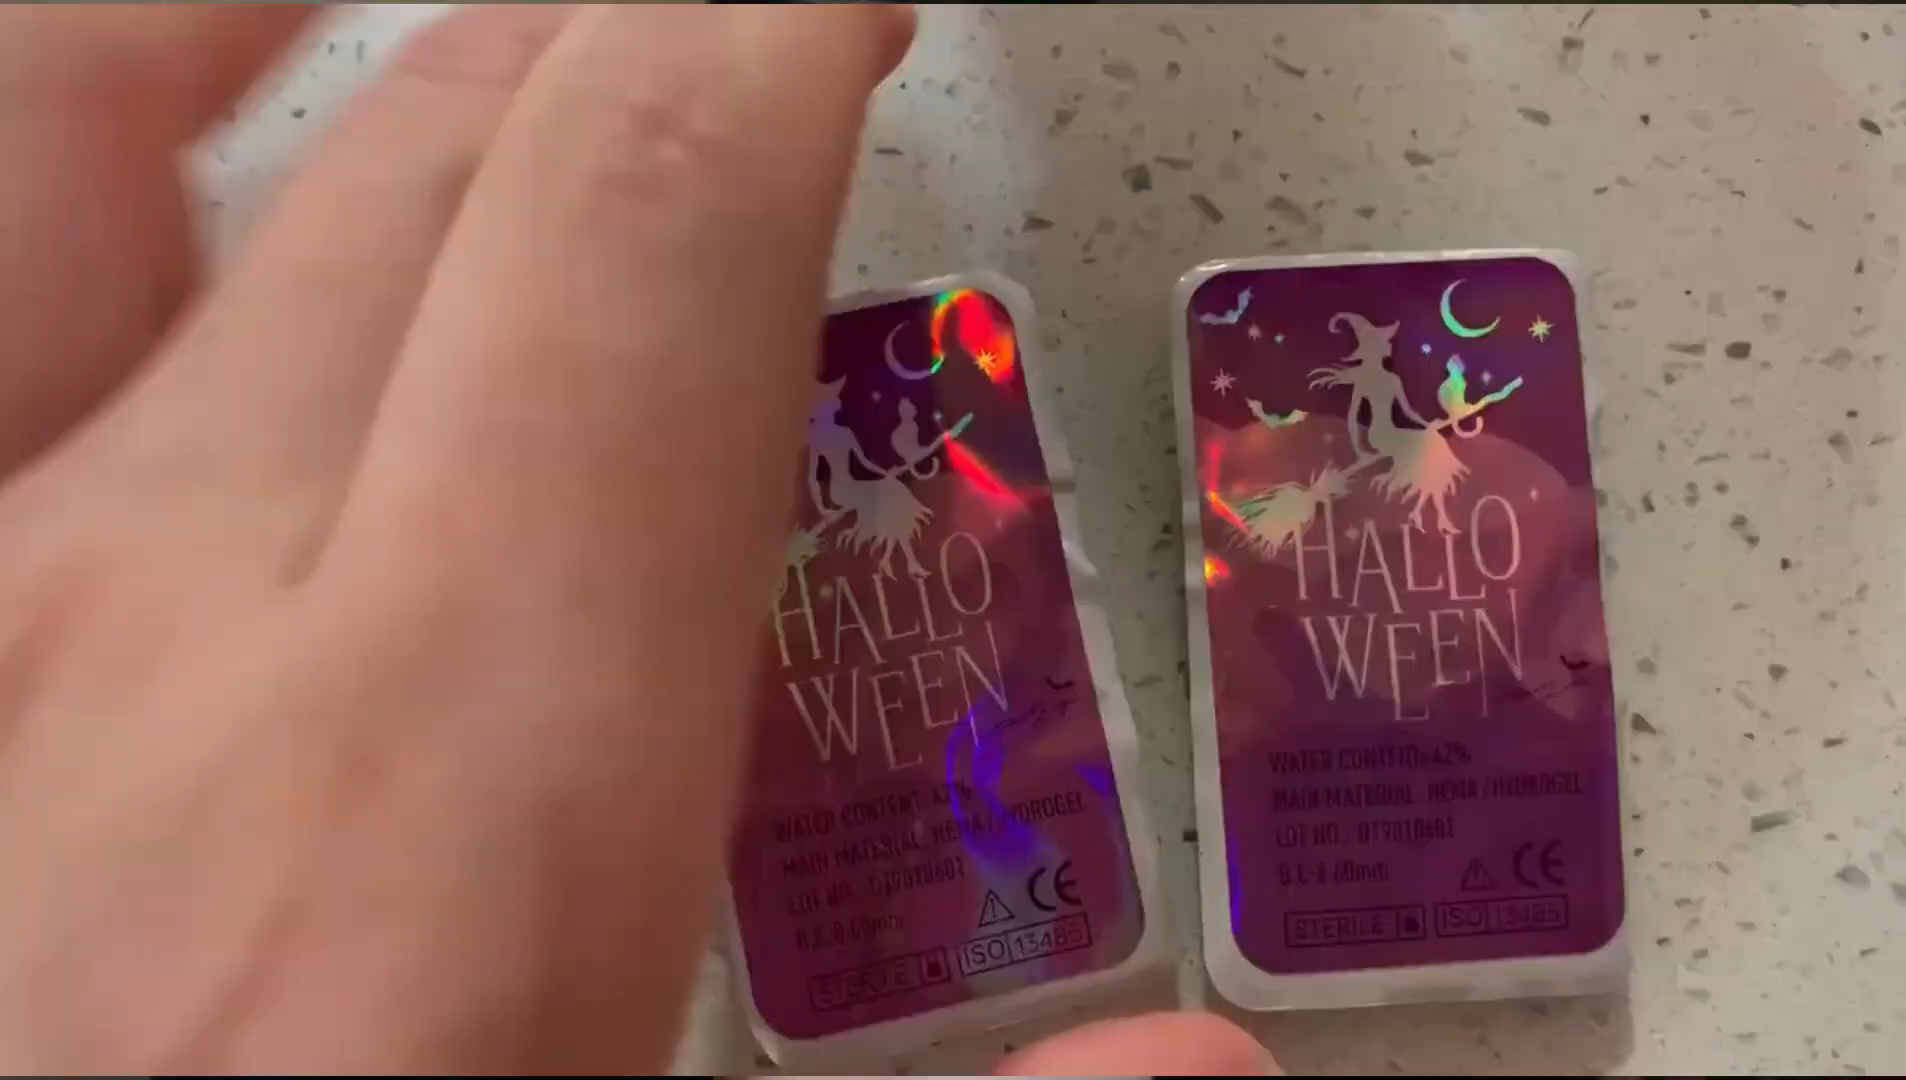 HALLO
WEEN
WATER CONTENT: 42%
MAIN MATERIAL: HEMA / HYDROGEL
CE
STERILE
ISO 13485
HALLO
WEEN
WATER CONTENT: 42%
MAIN MATERIAL: HEMA / HYDROGEL
LOT NO.:
CE
STERILE
ISO 13485